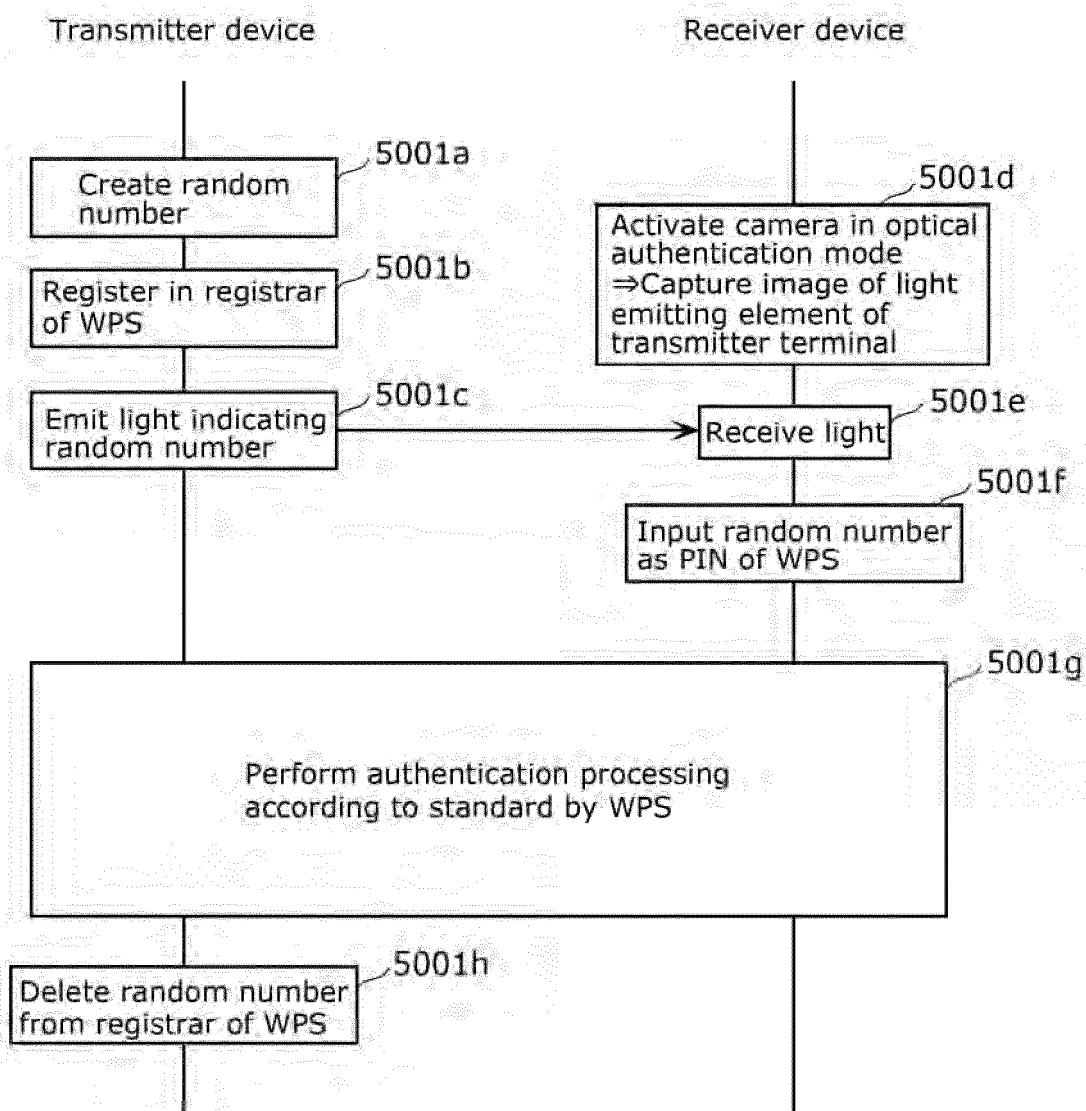 Transmitter device
Receiver device
5001a
Create random
number
5001b
Register in registrar
of WPS
5001c
Emit light indicating
random number
5001d
Activate camera in optical
authentication mode
⇒Capture image of light
emitting element of
transmitter terminal
5001e
Receive light
5001f
Input random number
as PIN of WPS
5001g
Perform authentication processing
according to standard by WPS
5001h
Delete random number
from registrar of WPS